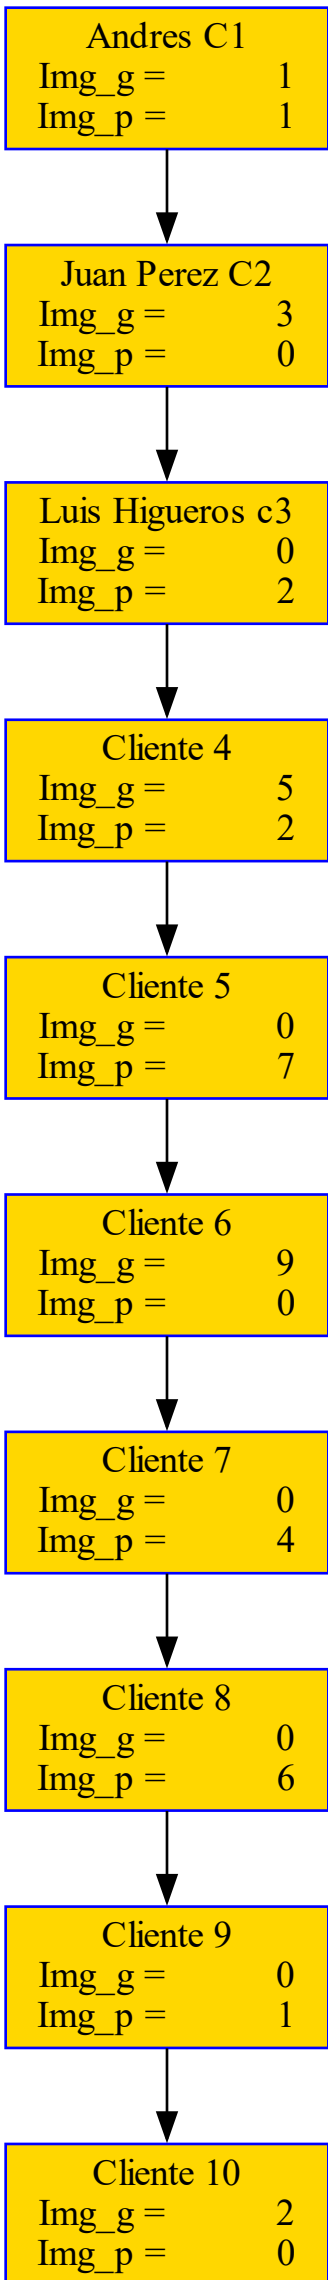 Andres C1
Img_g = 1
Img_p = 1
Juan Perez C2
Img_g = 3
Img_p = 0
Luis Higueros c3
Img_g = 0
Img_p = 2
Cliente 4
Img_g = 5
Img_p = 2
Cliente 5
Img_g = 0
Img_p = 7
Cliente 6
Img_g = 9
Img_p = 0
Cliente 7
Img_g = 0
Img_p = 4
Cliente 8
Img_g = 0
Img_p = 6
Cliente 9
Img_g = 0
Img_p = 1
Cliente 10
Img_g = 2
Img_p = 0